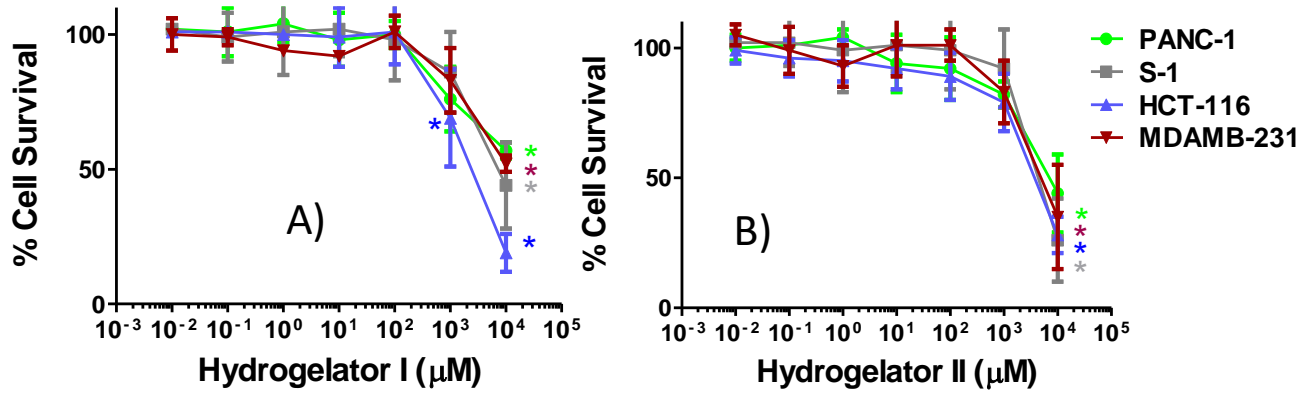 % Cell Survival
100
50
0
A)
*
*
*
*
*
10⁻³ 10⁻² 10⁻¹ 10⁰ 10¹ 10² 10³ 10⁴ 10⁵
Hydrogelator I (μM)
% Cell Survival
100
50
0
B)
*
*
*
*
10⁻³ 10⁻² 10⁻¹ 10⁰ 10¹ 10² 10³ 10⁴ 10⁵
Hydrogelator II (μM)
PANC-1
S-1
HCT-116
MDAMB-231